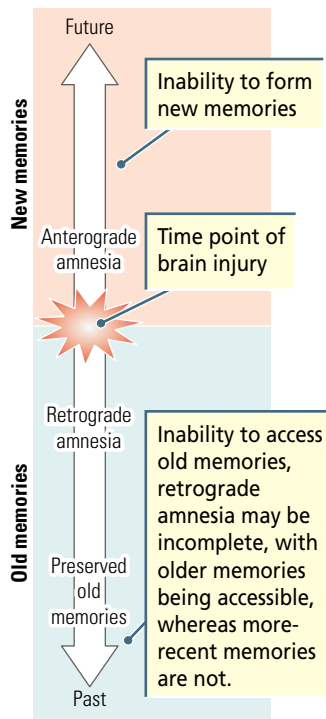 Future
New memories
Inability to form
new memories
Anterograde
amnesia
Time point of
brain injury
Retrograde
amnesia
Old memories
Inability to access
old memories,
retrograde
amnesia may be
incomplete, with
older memories
being accessible,
whereas more-
recent memories
are not.
Preserved
old
memories
Past